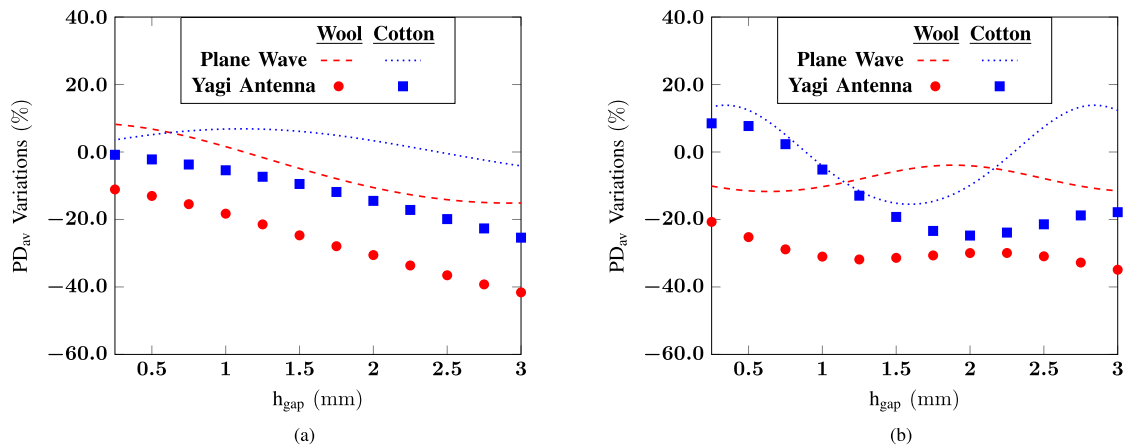 40.0
20.0
0.0
−20.0
−40.0
−60.0
PDav Variations (%)
Wool Cotton
Plane Wave
Yagi Antenna
0.5 1 1.5 2 2.5 3
hgap (mm)
(a)
40.0
20.0
0.0
−20.0
−40.0
−60.0
PDav Variations (%)
Wool Cotton
Plane Wave
Yagi Antenna
0.5 1 1.5 2 2.5 3
hgap (mm)
(b)